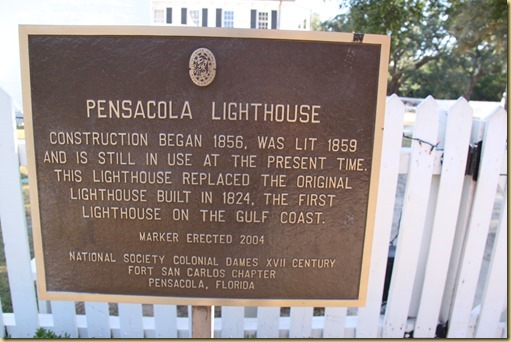 PENSACOLA LIGHTHOUSE
CONSTRUCTION BEGAN 1856, WAS LIT 1859
AND IS STILL IN USE AT THE PRESENT TIME.
THIS LIGHTHOUSE REPLACED THE ORIGINAL
LIGHTHOUSE BUILT IN 1824, THE FIRST
LIGHTHOUSE ON THE GULF COAST.
MARKER ERECTED 2004
NATIONAL SOCIETY COLONIAL DAMES XVII CENTURY
FORT SAN CARLOS CHAPTER
PENSACOLA, FLORIDA